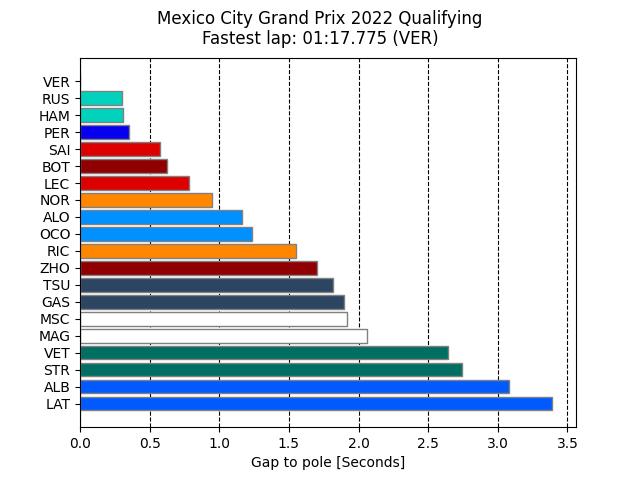 Mexico City Grand Prix 2022 Qualifying
Fastest lap: 01:17.775 (VER)
VER
RUS
HAM
PER
SAI
BOT
LEC
NOR
ALO
OCO
RIC
ZHO
TSU
GAS
MSC
MAG
VET
STR
ALB
LAT
0.0 0.5 1.0 1.5 2.0 2.5 3.0 3.5
Gap to pole [Seconds]